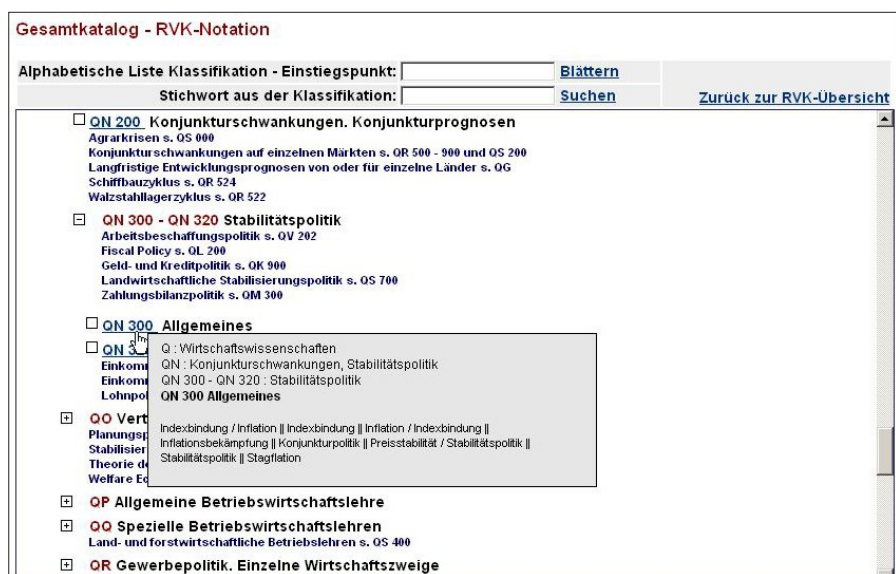 Gesamtkatalog - RVK-Notation
Alphabetische Liste Klassifikation - Einstiegspunkt: Blättern
Stichwort aus der Klassifikation: Suchen Zurück zur RVK-Übersicht
QN 200 Konjunkturschwankungen. Konjunkturprognosen
Agrarkrisen s. QS 000
Konjunkturschwankungen auf einzelnen Märkten s. QR 500 - 900 und QS 200
Langfristige Entwicklungsprognosen von oder für einzelne Länder s. QG
Schiffbauzyklus s. QR 524
Walzstahllagerzyklus s. QR 522
QN 300 - QN 320 Stabilitätspolitik
Arbeitsbeschaffungspolitik s. QV 202
Fiscal Policy s. QL 200
Geld- und Kreditpolitik s. QK 900
Landwirtschaftliche Stabilisierungspolitik s. QS 700
Zahlungsbilanzpolitik s. QM 300
QN 300 Allgemeines
QN
Q : Wirtschaftswissenschaften
QN : Konjunkturschwankungen, Stabilitätspolitik
QN 300 - QN 320 : Stabilitätspolitik
QN 300 Allgemeines
Indexbindung / Inflation || Indexbindung || Inflation / Indexbindung ||
Inflationsbekämpfung || Konjunkturpolitik || Preisstabilität / Stabilitätspolitik ||
Stabilitätspolitik || Stagflation
QO
QP Allgemeine Betriebswirtschaftslehre
QQ Spezielle Betriebswirtschaftslehren
Land- und forstwirtschaftliche Betriebslehren s. QS 400
QR Gewerbepolitik. Einzelne Wirtschaftszweige